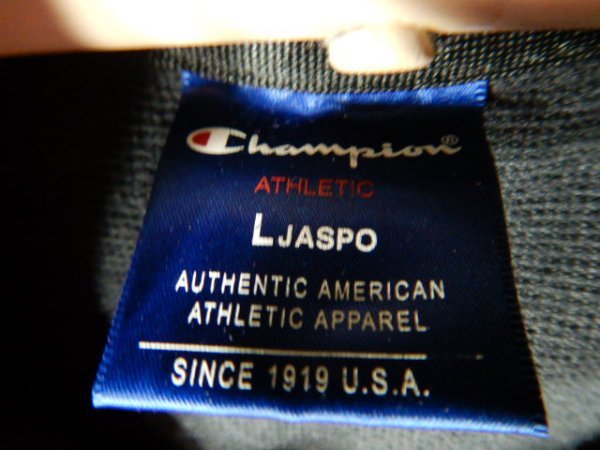 Champion®
ATHLETIC
L JASPO
AUTHENTIC AMERICAN
ATHLETIC APPAREL
SINCE 1919 U.S.A.